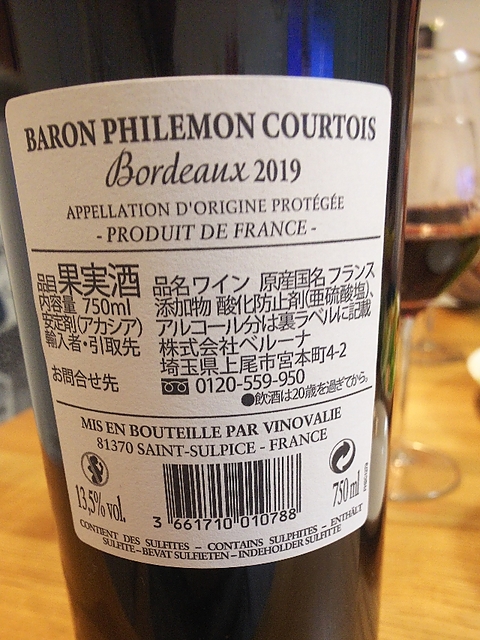 BARON PHILEMON COURTOIS
Bordeaux 2019
APPELLATION D'ORIGINE PROTÉGÉE
- PRODUIT DE FRANCE -
品目 果実酒 品名 ワイン 原産国名 フランス
内容量 750ml 添加物 酸化防止剤(亜硫酸塩)、
安定剤(アカシア) アルコール分は裏ラベルに記載
輸入者・引取先 株式会社ベルーナ
埼玉県上尾市宮本町4-2
お問合せ先 0120-559-950
●飲酒は20歳を過ぎてから。
MIS EN BOUTEILLE PAR VINOVALIE
81370 SAINT-SULPICE - FRANCE
13,5% vol.
750 ml
3 661710 010788
CONTIENT DES SULFITES - CONTAINS SULPHITES - ENTHÄLT
SULFITE - BEVAT SULFIETEN - INDEHOLDER SULFITTE